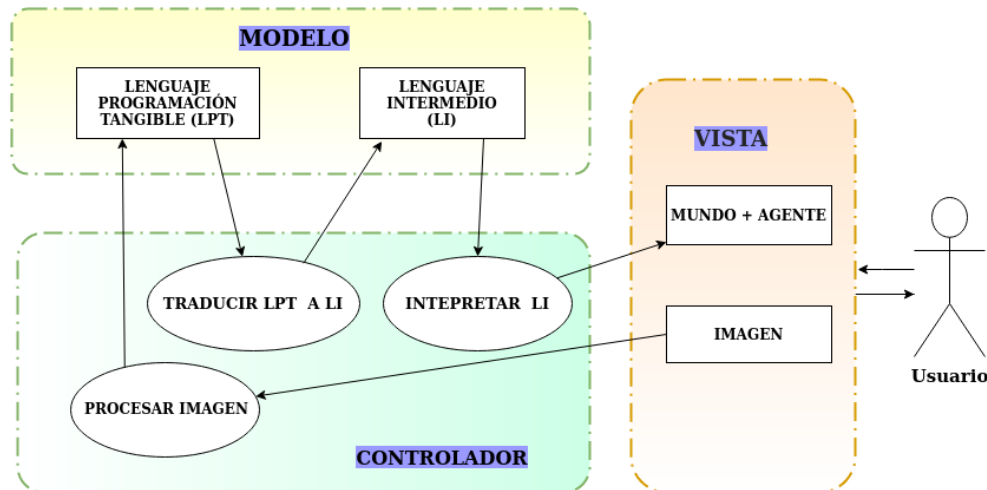 MODELO
LENGUAJE
PROGRAMACIÓN
TANGIBLE (LPT)
LENGUAJE
INTERMEDIO
(LI)
VISTA
MUNDO + AGENTE
TRADUCIR LPT A LI
INTEPRETAR LI
IMAGEN
Usuario
PROCESAR IMAGEN
CONTROLADOR